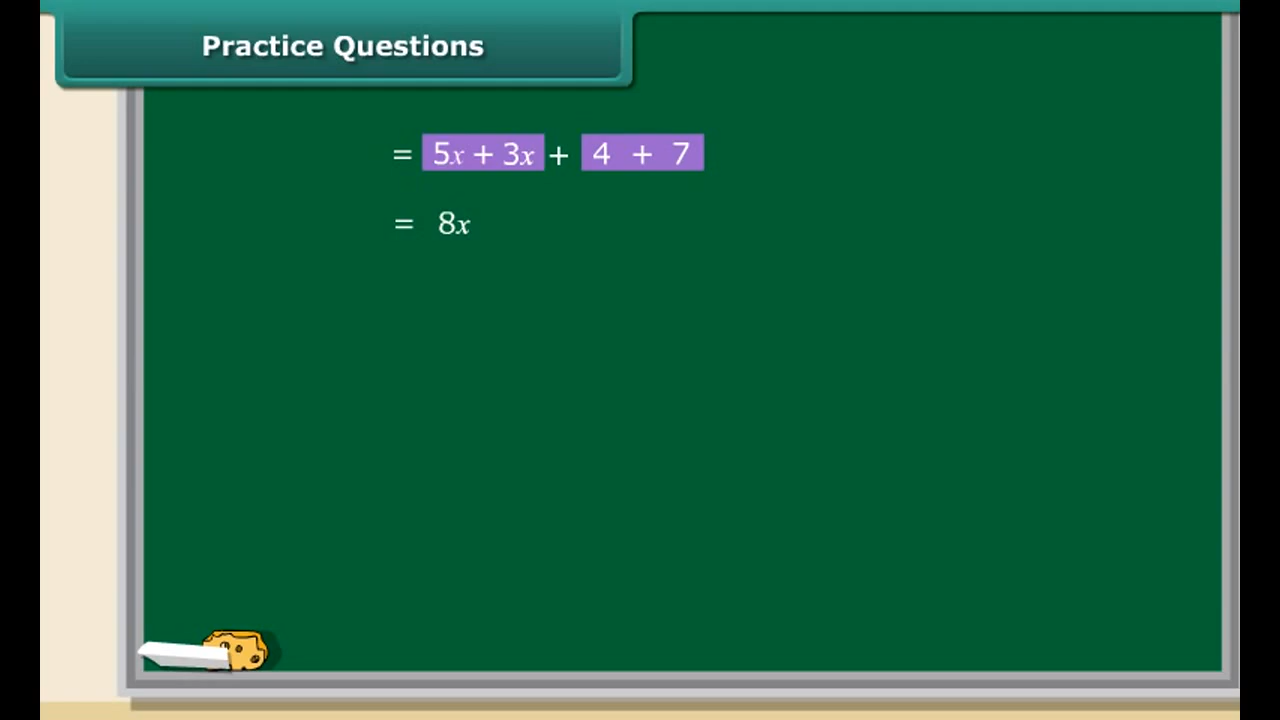 Practice Questions
= 5x + 3x + 4 + 7
= 8x